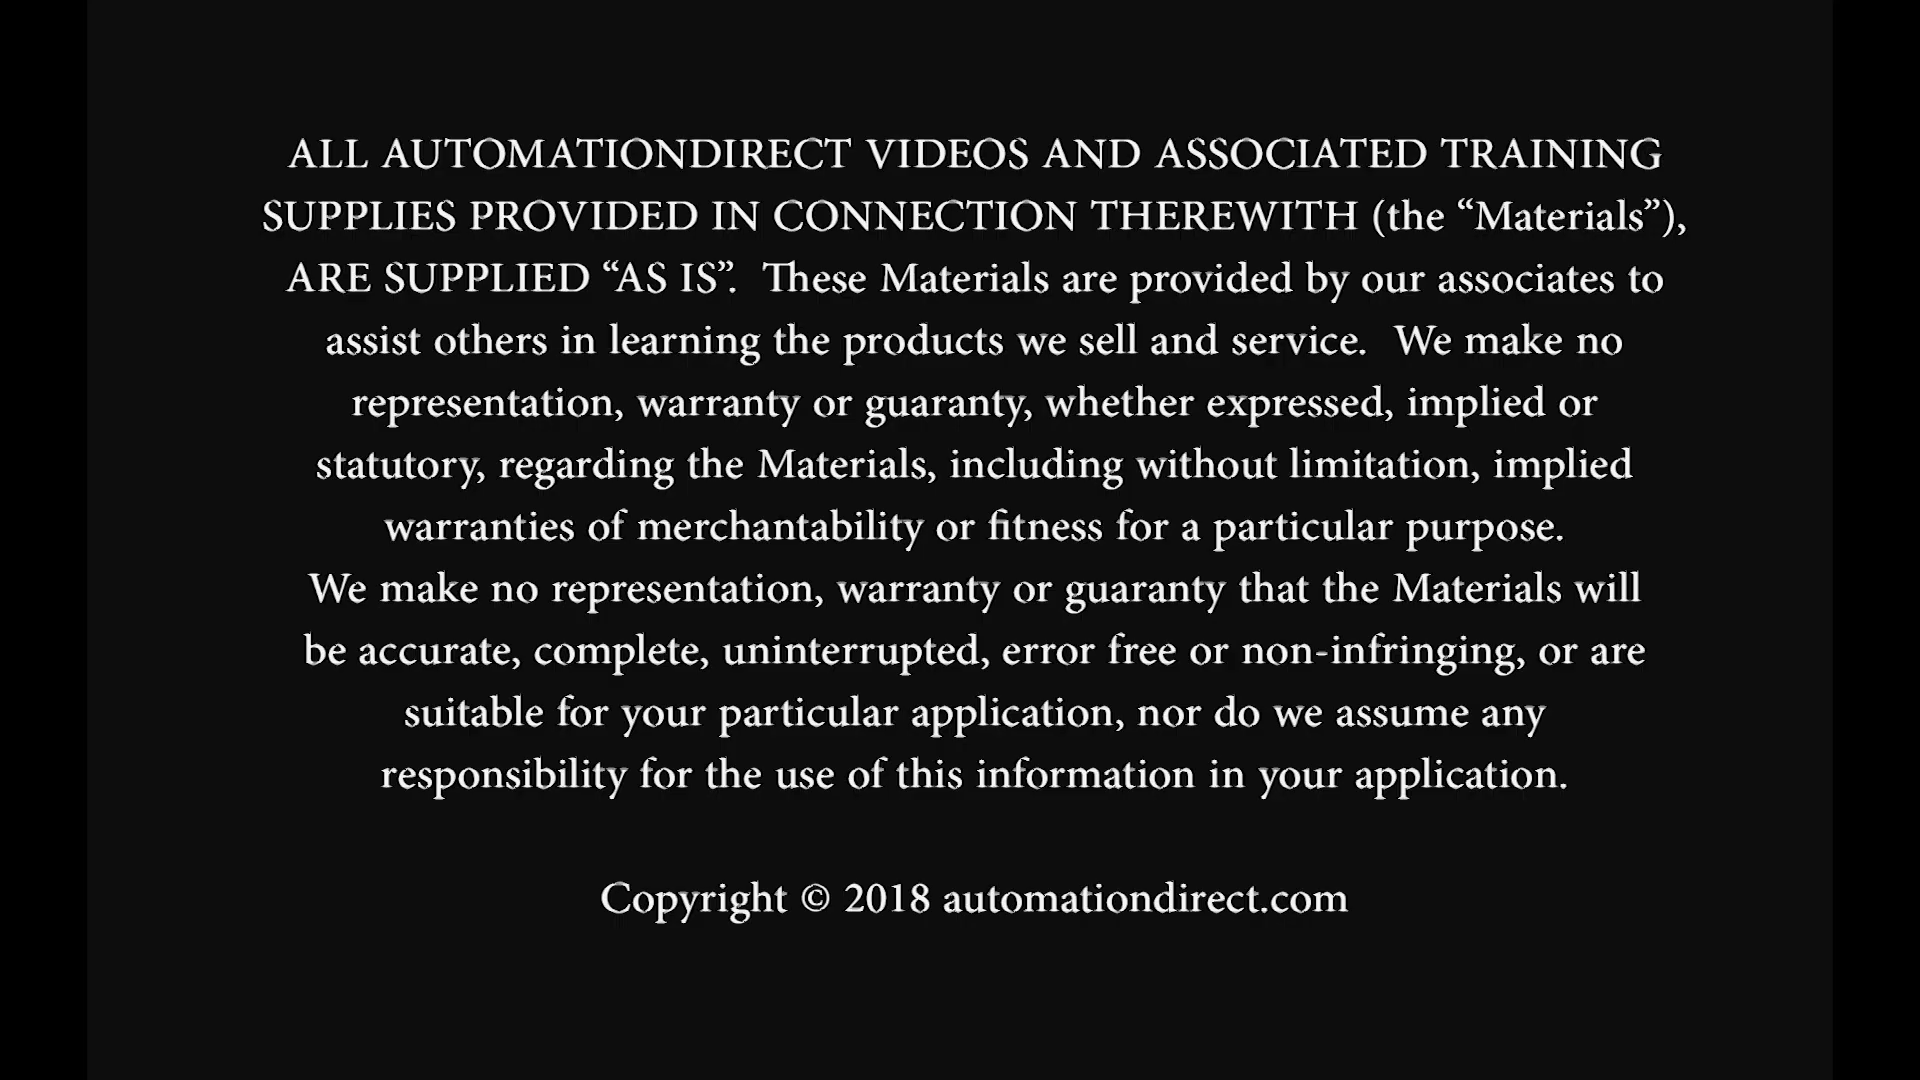 ALL AUTOMATIONDIRECT VIDEOS AND ASSOCIATED TRAINING
SUPPLIES PROVIDED IN CONNECTION THEREWITH (the “Materials”),
ARE SUPPLIED “AS IS”.  These Materials are provided by our associates to
assist others in learning the products we sell and service.  We make no
representation, warranty or guaranty, whether expressed, implied or
statutory, regarding the Materials, including without limitation, implied
warranties of merchantability or fitness for a particular purpose.
We make no representation, warranty or guaranty that the Materials will
be accurate, complete, uninterrupted, error free or non-infringing, or are
suitable for your particular application, nor do we assume any
responsibility for the use of this information in your application.
Copyright © 2018 automationdirect.com